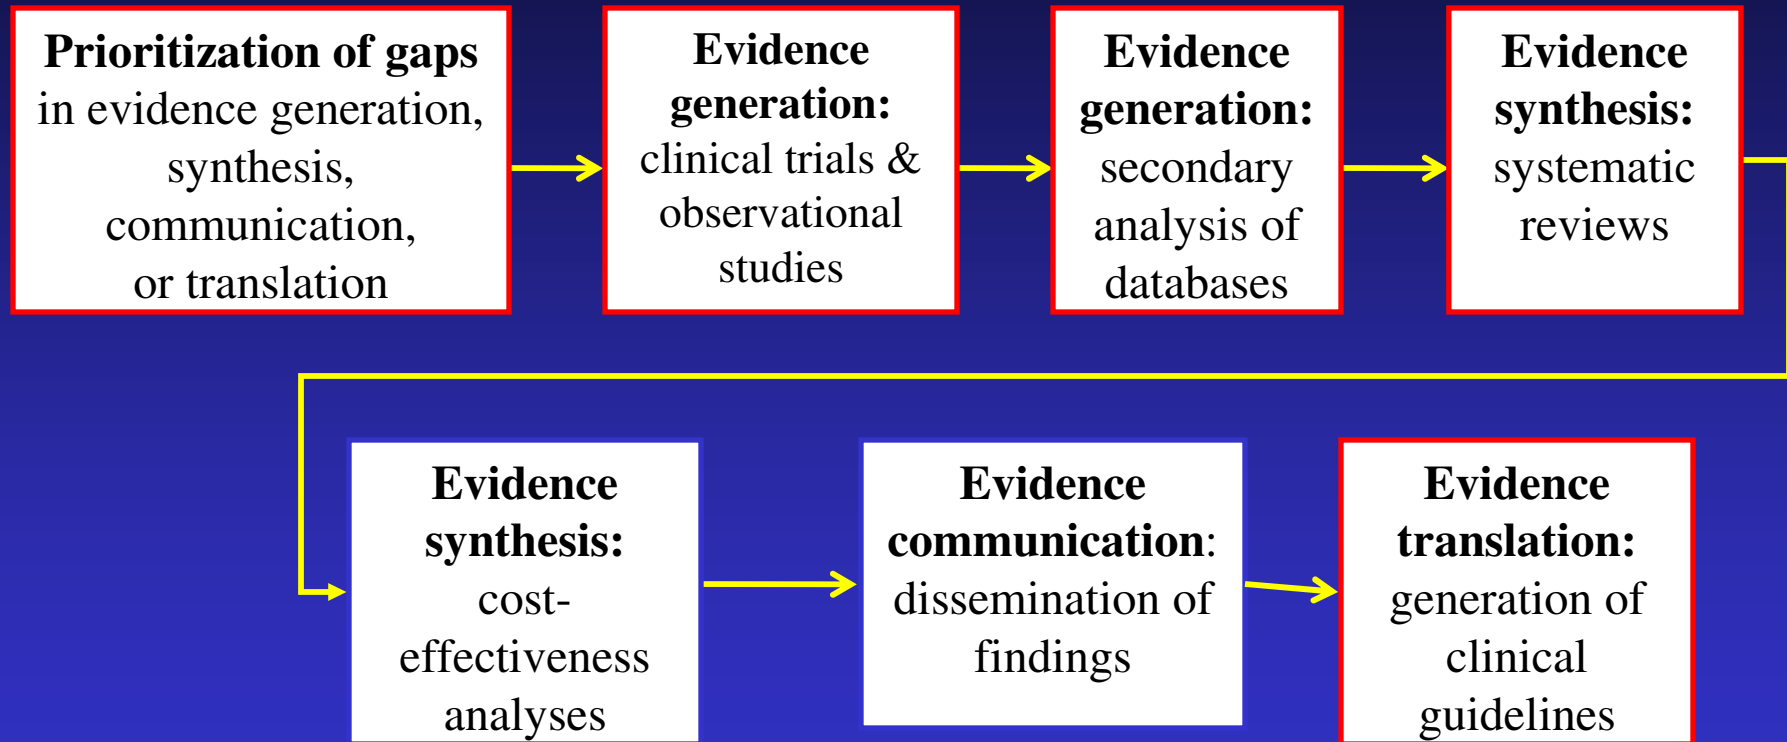 Prioritization of gaps
in evidence generation,
synthesis,
communication,
or translation
Evidence
generation:
clinical trials &
observational
studies
Evidence
generation:
secondary
analysis of
databases
Evidence
synthesis:
systematic
reviews
Evidence
synthesis:
cost-
effectiveness
analyses
Evidence
communication:
dissemination of
findings
Evidence
translation:
generation of
clinical
guidelines